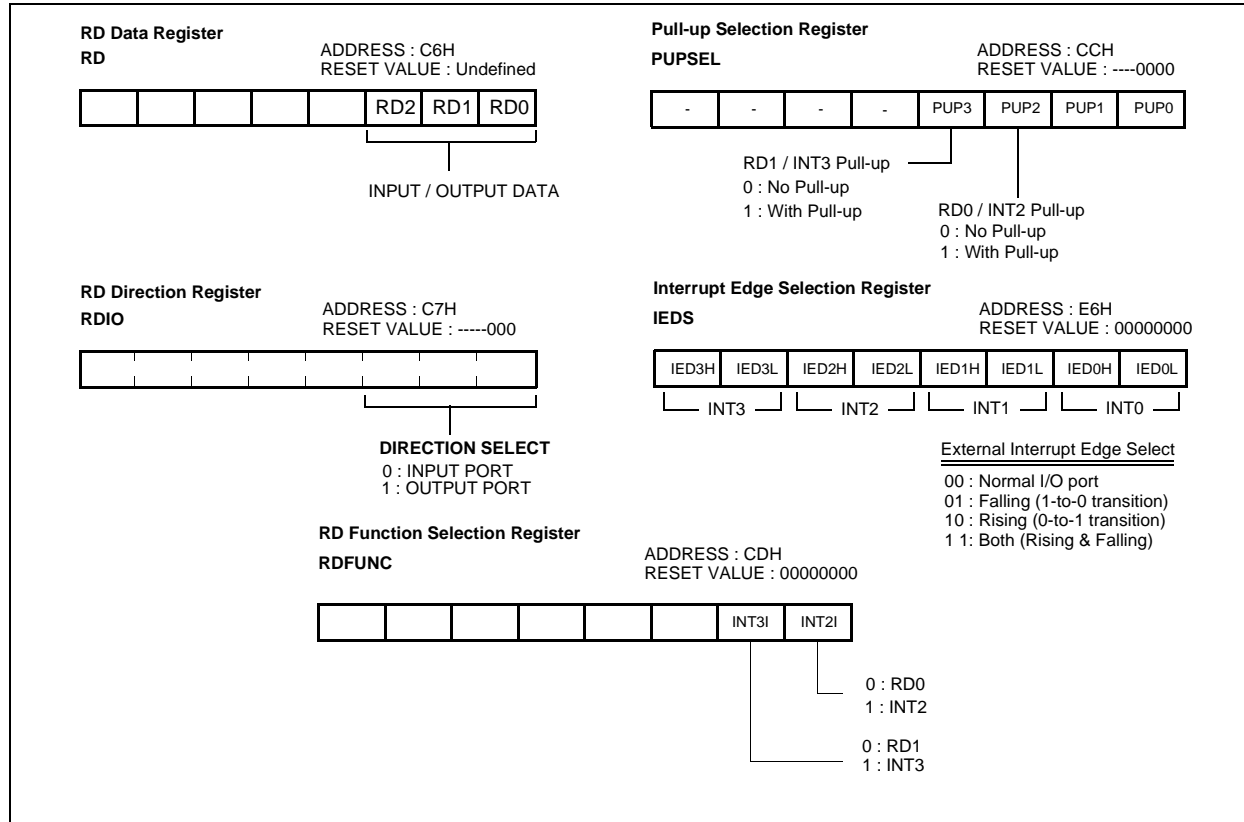 RD Data Register
RD
ADDRESS : C6H
RESET VALUE : Undefined
RD2 RD1 RD0
INPUT / OUTPUT DATA
Pull-up Selection Register
PUPSEL
ADDRESS : CCH
RESET VALUE : ----0000
- - - - PUP3 PUP2 PUP1 PUP0
RD1 / INT3 Pull-up
0 : No Pull-up
1 : With Pull-up
RD0 / INT2 Pull-up
0 : No Pull-up
1 : With Pull-up
RD Direction Register
RDIO
ADDRESS : C7H
RESET VALUE : -----000
DIRECTION SELECT
0 : INPUT PORT
1 : OUTPUT PORT
Interrupt Edge Selection Register
IEDS
ADDRESS : E6H
RESET VALUE : 00000000
IED3H IED3L IED2H IED2L IED1H IED1L IED0H IED0L
INT3 INT2 INT1 INT0
External Interrupt Edge Select
00 : Normal I/O port
01 : Falling (1-to-0 transition)
10 : Rising (0-to-1 transition)
1 1: Both (Rising & Falling)
RD Function Selection Register
RDFUNC
ADDRESS : CDH
RESET VALUE : 00000000
INT3I INT2I
0 : RD0
1 : INT2
0 : RD1
1 : INT3